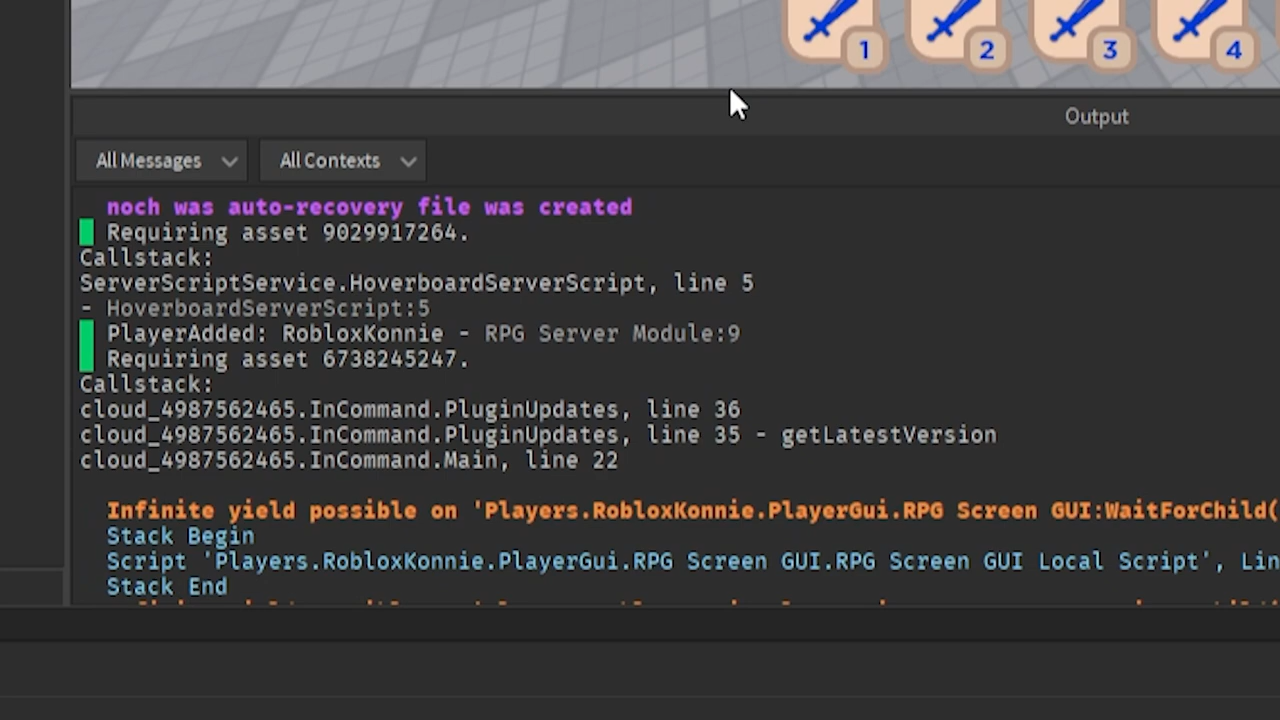 1 2 3 4
Output
All Messages All Contexts
noch was auto-recovery file was created
Requiring asset 9029917264.
Callstack:
ServerScriptService.HoverboardServerScript, line 5
- HoverboardServerScript:5
PlayerAdded: RobloxKonnie - RPG Server Module:9
Requiring asset 6738245247.
Callstack:
cloud_4987562465.InCommand.PluginUpdates, line 36
cloud_4987562465.InCommand.PluginUpdates, line 35 - getLatestVersion
cloud_4987562465.InCommand.Main, line 22
Infinite yield possible on 'Players.RobloxKonnie.PlayerGui.RPG Screen GUI:WaitForChild(
Stack Begin
Script 'Players.RobloxKonnie.PlayerGui.RPG Screen GUI.RPG Screen GUI Local Script', Lin
Stack End